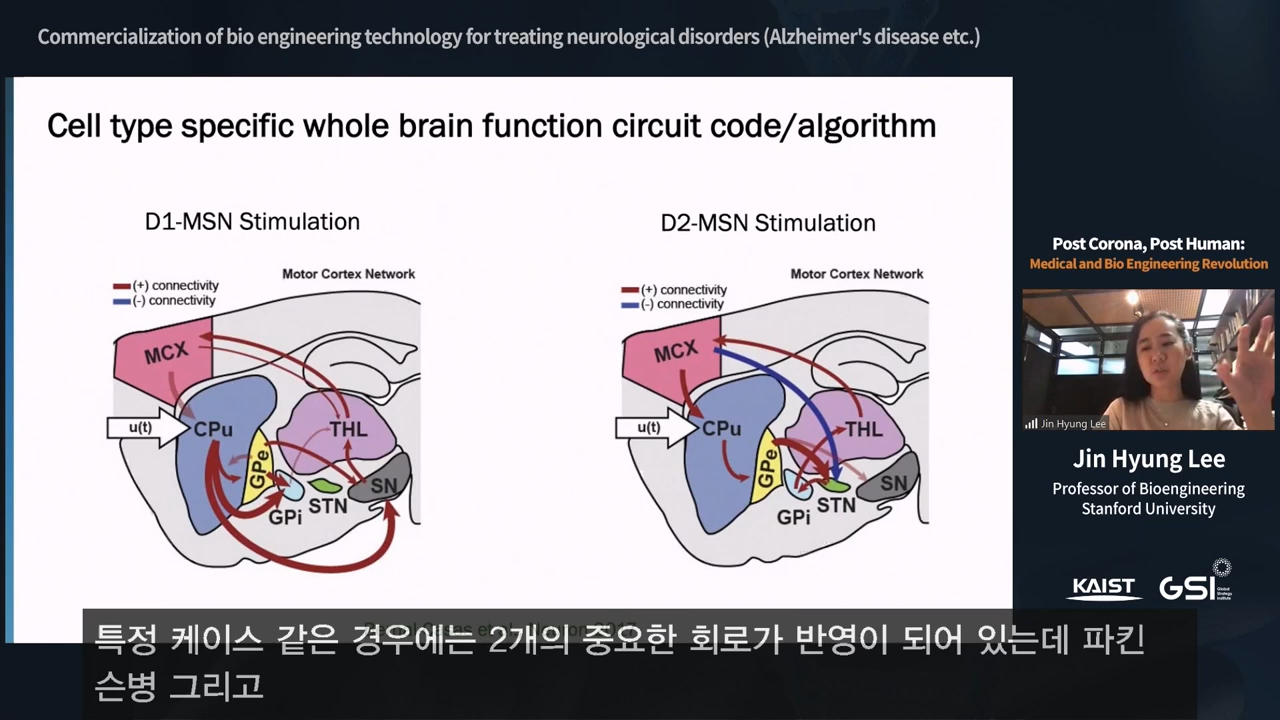 Commercialization of bio engineering technology for treating neurological disorders (Alzheimer's disease etc.)
Cell type specific whole brain function circuit code/algorithm
D1-MSN Stimulation
Motor Cortex Network
(+) connectivity
(-) connectivity
MCX
u(t)
CPu
GPe
THL
SN
STN
GPi
D2-MSN Stimulation
Motor Cortex Network
(+) connectivity
(-) connectivity
MCX
u(t)
CPu
GPe
THL
SN
STN
GPi
Post Corona, Post Human:
Medical and Bio Engineering Revolution
Jin Hyung Lee
Jin Hyung Lee
Professor of Bioengineering
Stanford University
KAIST
GSI
Global
Strategy
Institute
특정 케이스 같은 경우에는 2개의 중요한 회로가 반영이 되어 있는데 파킨
슨병 그리고